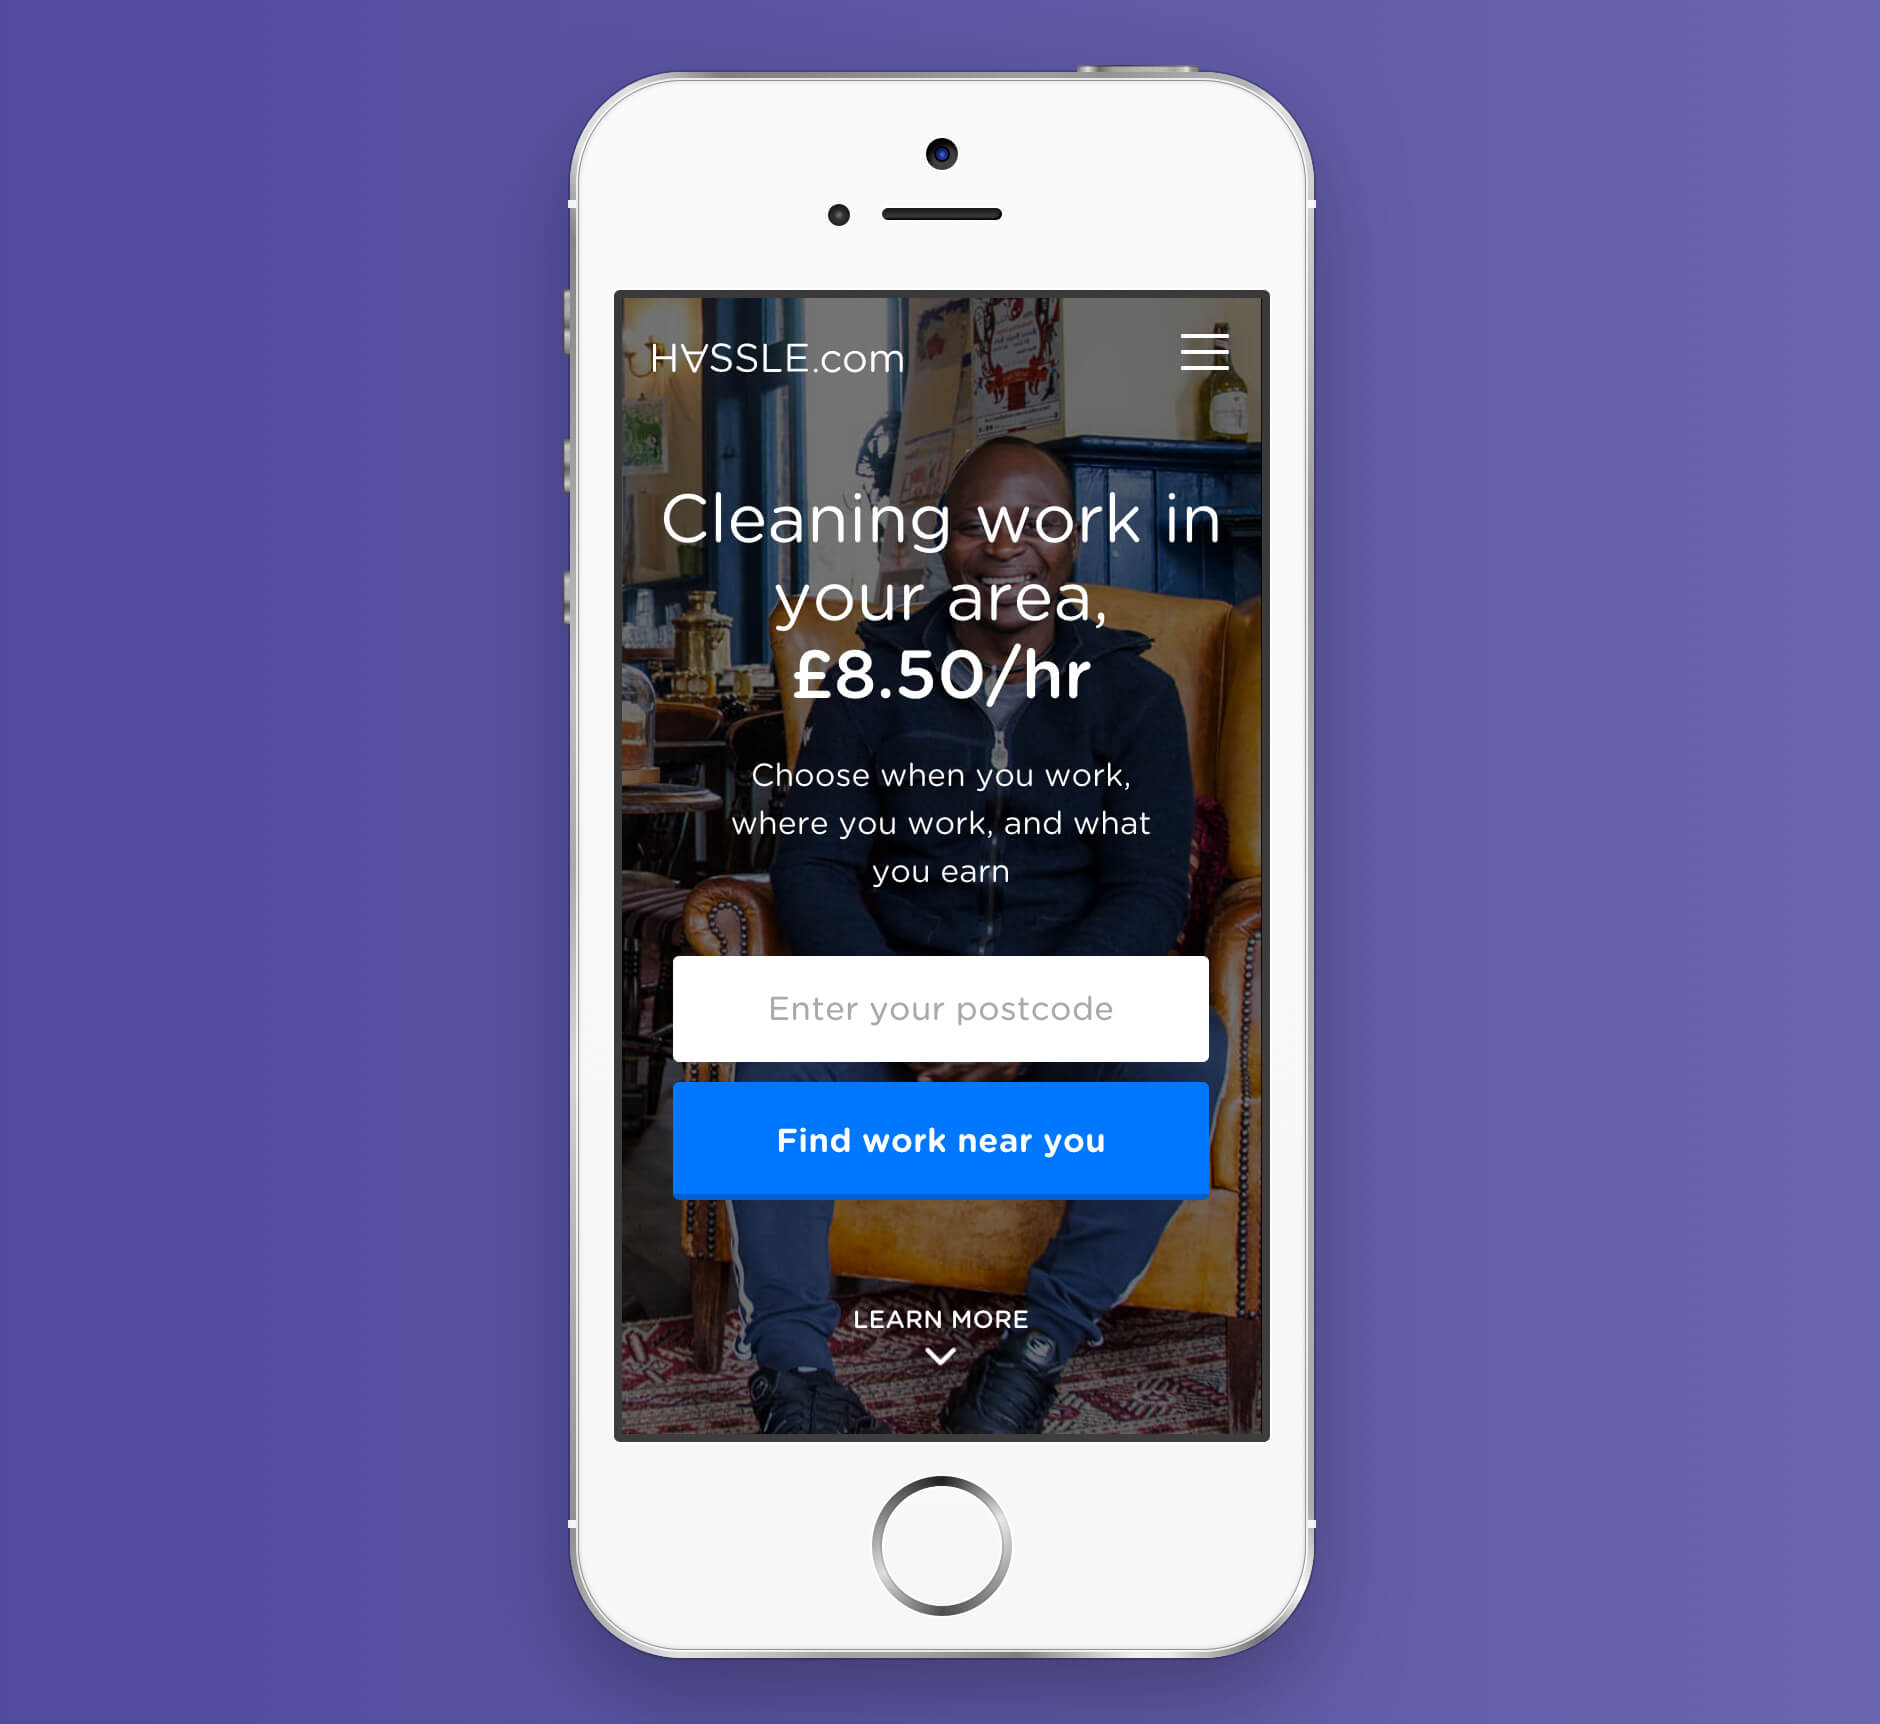 H∀SSLE.com
Cleaning work in
your area,
£8.50/hr
Choose when you work,
where you work, and what
you earn
Enter your postcode
Find work near you
LEARN MORE